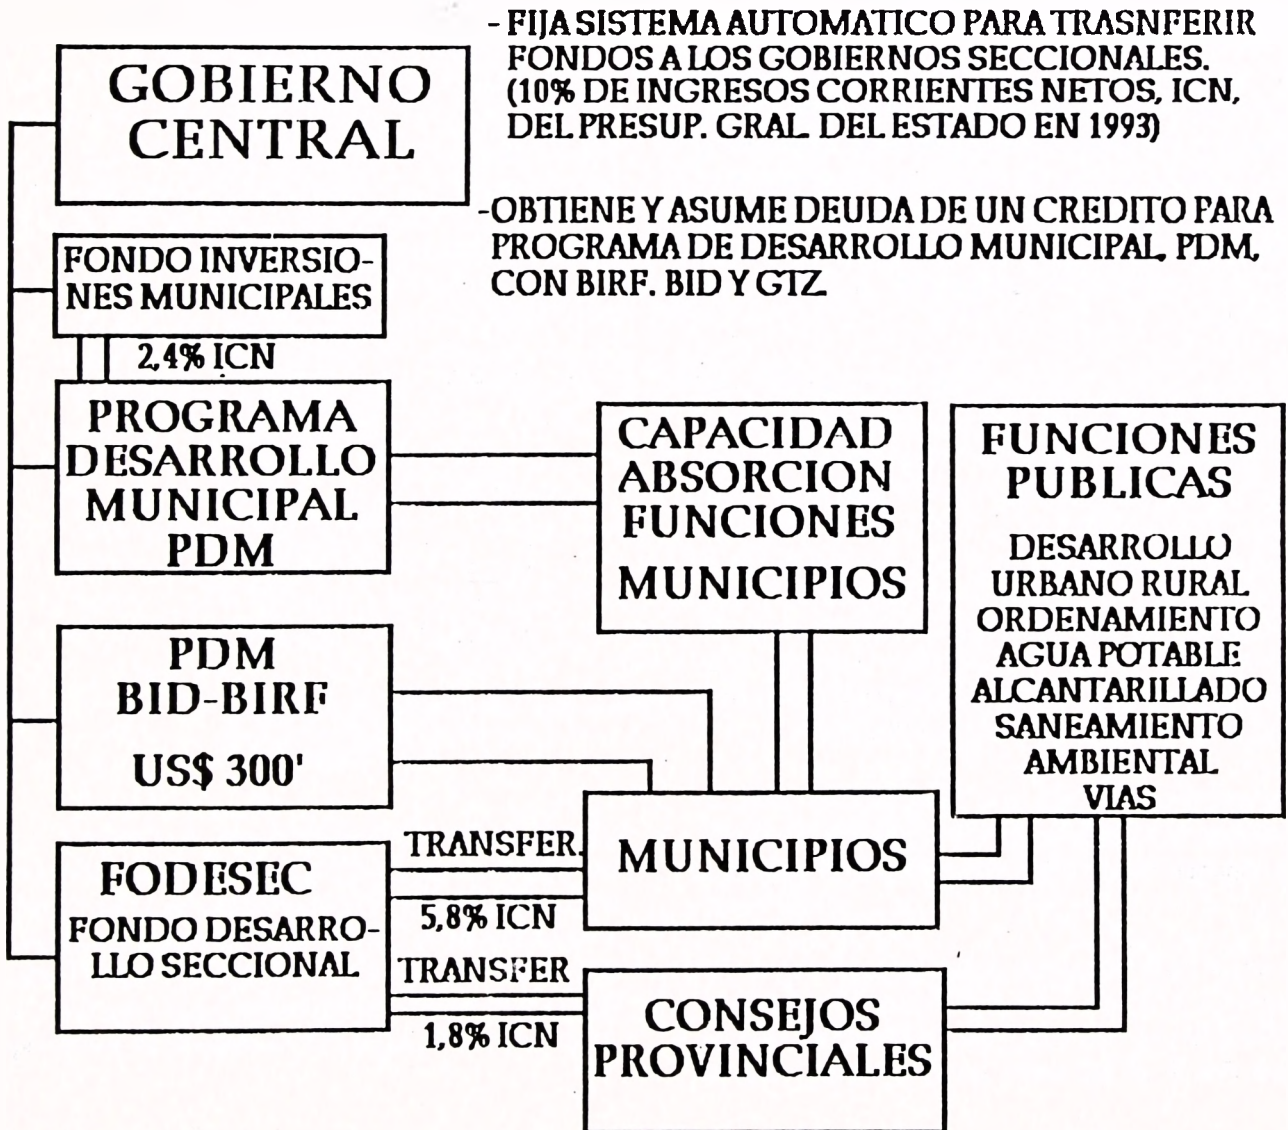 GOBIERNO
CENTRAL
- FIJA SISTEMA AUTOMATICO PARA TRASNFERIR
FONDOS A LOS GOBIERNOS SECCIONALES.
(10% DE INGRESOS CORRIENTES NETOS, ICN,
DEL PRESUP. GRAL. DEL ESTADO EN 1993)
-OBTIENE Y ASUME DEUDA DE UN CREDITO PARA
PROGRAMA DE DESARROLLO MUNICIPAL, PDM,
CON BIRF. BID Y GTZ.
FONDO INVERSIO-
NES MUNICIPALES
2,4% ICN
PROGRAMA
DESARROLLO
MUNICIPAL
PDM
CAPACIDAD
ABSORCION
FUNCIONES
MUNICIPIOS
FUNCIONES
PUBLICAS
DESARROLLO
URBANO RURAL
ORDENAMIENTO
AGUA POTABLE
ALCANTARILLADO
SANEAMIENTO
AMBIENTAL
VIAS
PDM
BID-BIRF
US$ 300'
FODESEC
FONDO DESARRO-
LLO SECCIONAL
TRANSFER.
5,8% ICN
TRANSFER
1,8% ICN
MUNICIPIOS
CONSEJOS
PROVINCIALES